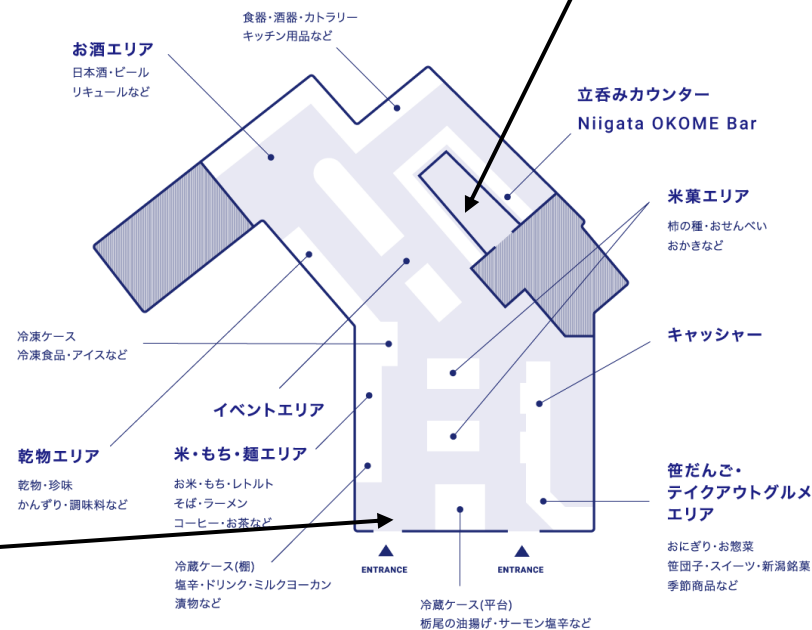 食器・酒器・カトラリー
キッチン用品など
お酒エリア
日本酒・ビール
リキュールなど
立呑みカウンター
Niigata OKOME Bar
米菓エリア
柿の種・おせんべい
おかきなど
冷凍ケース
冷凍食品・アイスなど
キャッシャー
イベントエリア
乾物エリア
乾物・珍味
かんずり・調味料など
米・もち・麺エリア
お米・もち・レトルト
そば・ラーメン
コーヒー・お茶など
笹だんご・
テイクアウトグルメ
エリア
おにぎり・お惣菜
笹団子・スイーツ・新潟銘菓
季節商品など
冷蔵ケース(棚)
塩辛・ドリンク・ミルクヨーカン
漬物など
ENTRANCE
ENTRANCE
冷蔵ケース(平台)
栃尾の油揚げ・サーモン塩辛など